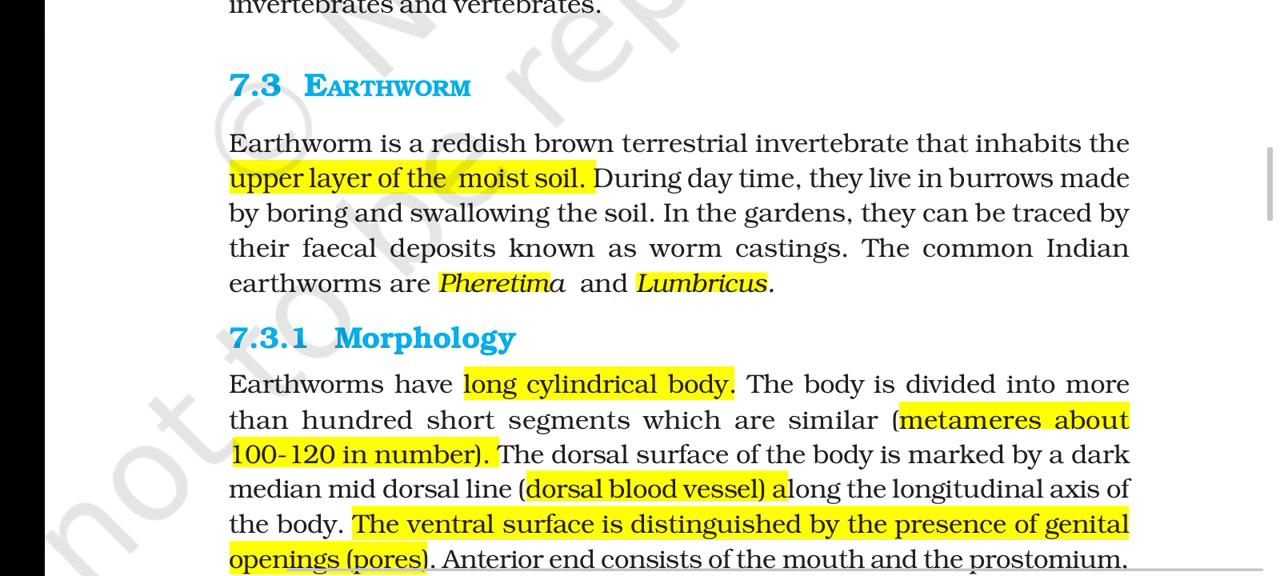 invertebrates and vertebrates.
7.3 EARTHWORM
Earthworm is a reddish brown terrestrial invertebrate that inhabits the
upper layer of the moist soil. During day time, they live in burrows made
by boring and swallowing the soil. In the gardens, they can be traced by
their faecal deposits known as worm castings. The common Indian
earthworms are Pheretima and Lumbricus.
7.3.1 Morphology
Earthworms have long cylindrical body. The body is divided into more
than hundred short segments which are similar (metameres about
100-120 in number). The dorsal surface of the body is marked by a dark
median mid dorsal line (dorsal blood vessel) along the longitudinal axis of
the body. The ventral surface is distinguished by the presence of genital
openings (pores). Anterior end consists of the mouth and the prostomium,
© N
not to be rep